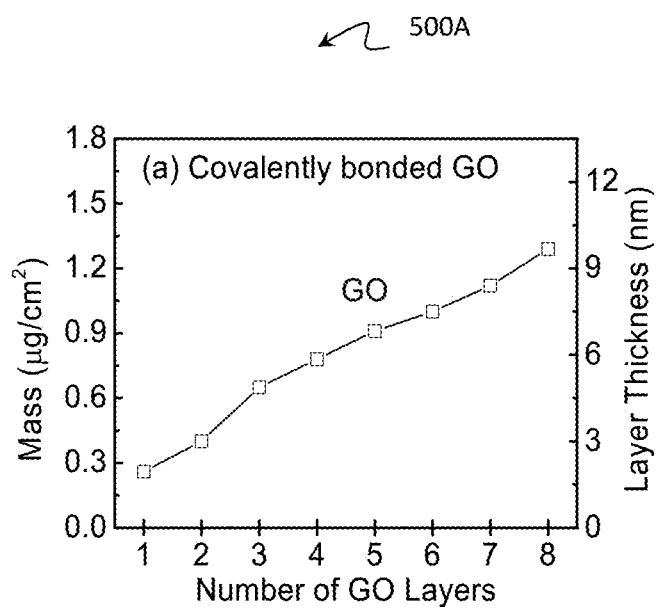 500A
(a) Covalently bonded GO
GO
Mass (μg/cm²)
1.8
1.5
1.2
0.9
0.6
0.3
0.0
Layer Thickness (nm)
12
9
6
3
0
1 2 3 4 5 6 7 8
Number of GO Layers